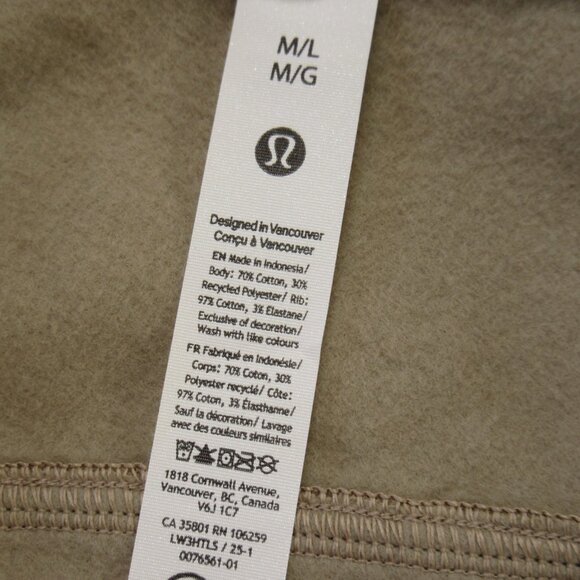 M/L
M/G
Designed in Vancouver
Conçu à Vancouver
EN Made in Indonesia/
Body: 70% Cotton, 30%
Recycled Polyester/ Rib:
97% Cotton, 3% Elastane/
Exclusive of decoration/
Wash with like colours
FR Fabriqué en Indonésie/
Corps: 70% Coton, 30%
Polyester recyclé/ Côte:
97% Coton, 3% Élasthanne/
Sauf la décoration/ Lavage
avec des couleurs similaires
1818 Cornwall Avenue,
Vancouver, BC, Canada
V6J 1C7
CA 35801 RN 106259
LW3HTLS / 25-1
0076561-01